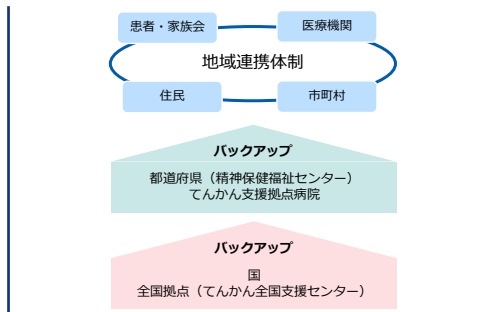 患者・家族会
医療機関
地域連携体制
住民
市町村
バックアップ
都道府県（精神保健福祉センター）
てんかん支援拠点病院
バックアップ
国
全国拠点（てんかん全国支援センター）